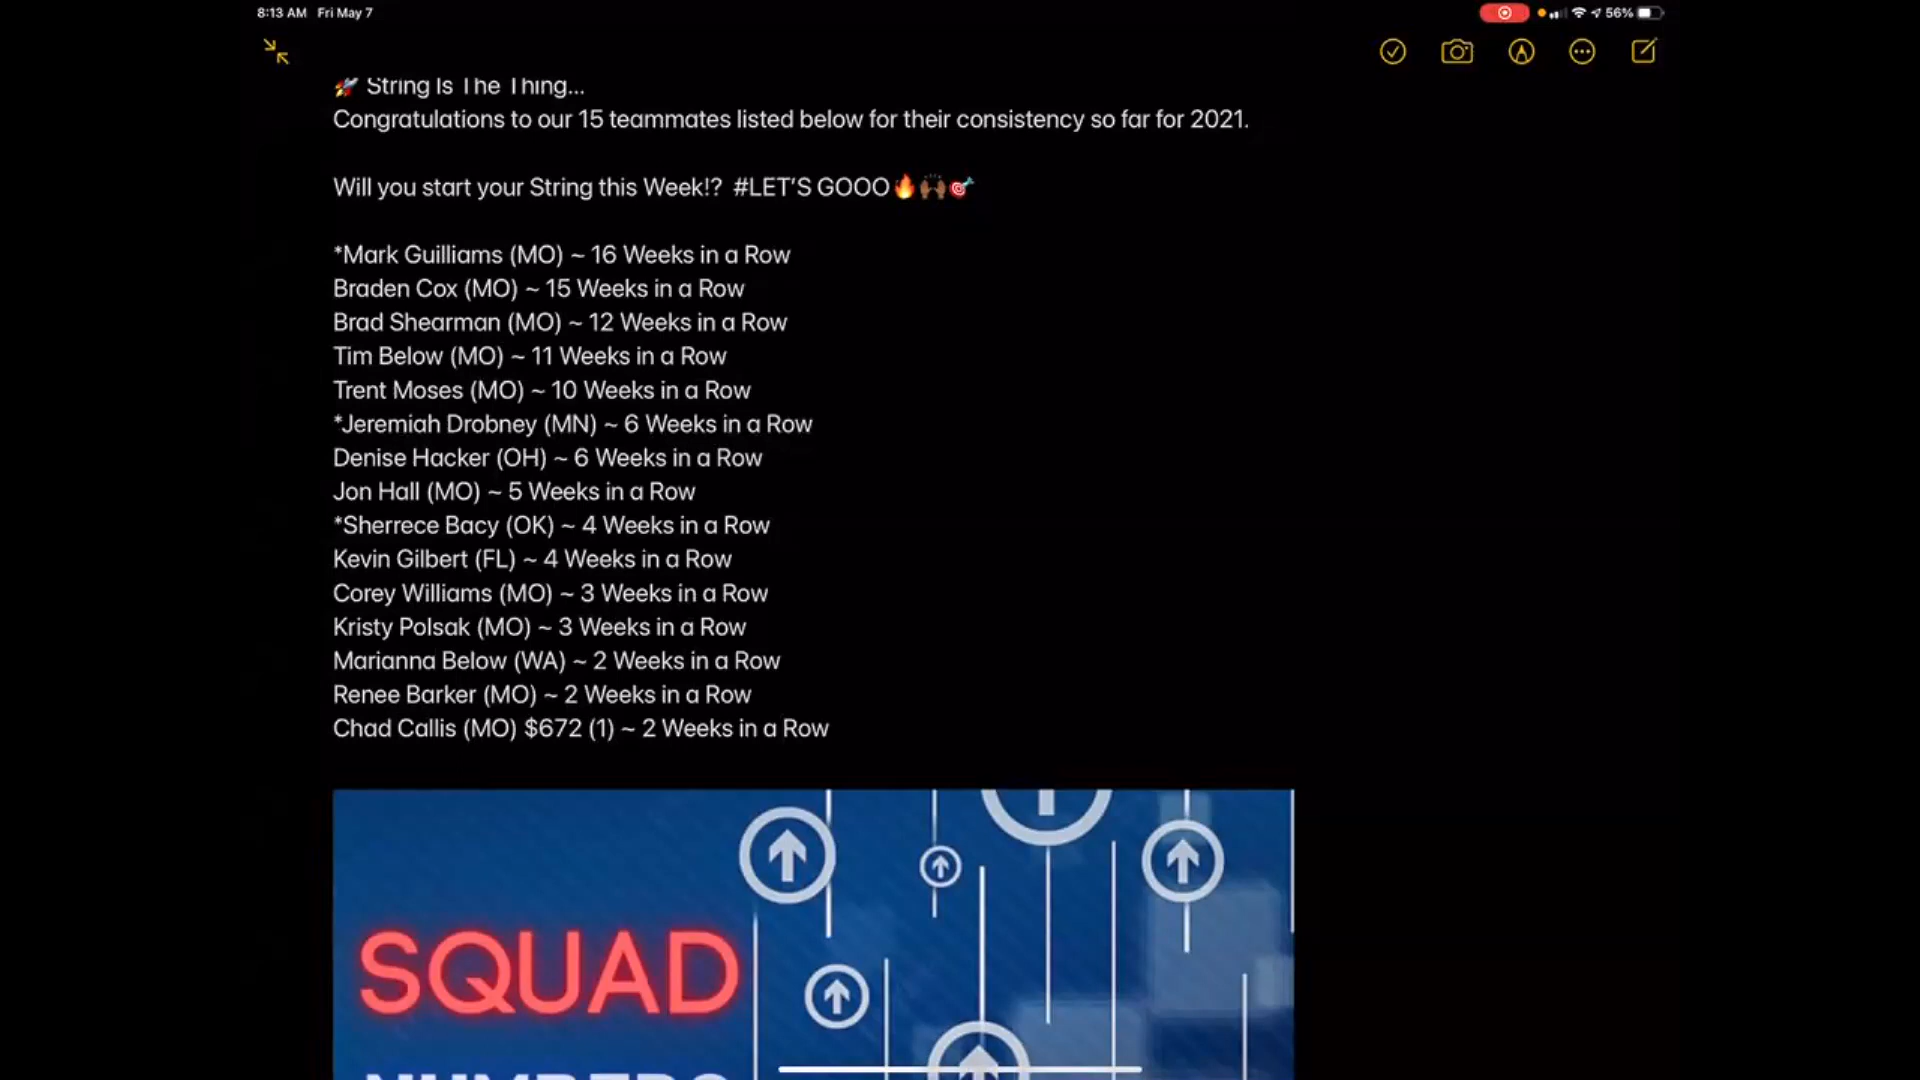 8:13 AM Fri May 7
56%
🚀 String Is The Thing...
Congratulations to our 15 teammates listed below for their consistency so far for 2021.
Will you start your String this Week!? #LET'S GOOO🔥🙌🏾🎯
*Mark Guilliams (MO) ~ 16 Weeks in a Row
Braden Cox (MO) ~ 15 Weeks in a Row
Brad Shearman (MO) ~ 12 Weeks in a Row
Tim Below (MO) ~ 11 Weeks in a Row
Trent Moses (MO) ~ 10 Weeks in a Row
*Jeremiah Drobney (MN) ~ 6 Weeks in a Row
Denise Hacker (OH) ~ 6 Weeks in a Row
Jon Hall (MO) ~ 5 Weeks in a Row
*Sherrece Bacy (OK) ~ 4 Weeks in a Row
Kevin Gilbert (FL) ~ 4 Weeks in a Row
Corey Williams (MO) ~ 3 Weeks in a Row
Kristy Polsak (MO) ~ 3 Weeks in a Row
Marianna Below (WA) ~ 2 Weeks in a Row
Renee Barker (MO) ~ 2 Weeks in a Row
Chad Callis (MO) $672 (1) ~ 2 Weeks in a Row
SQUAD
NUMBERS